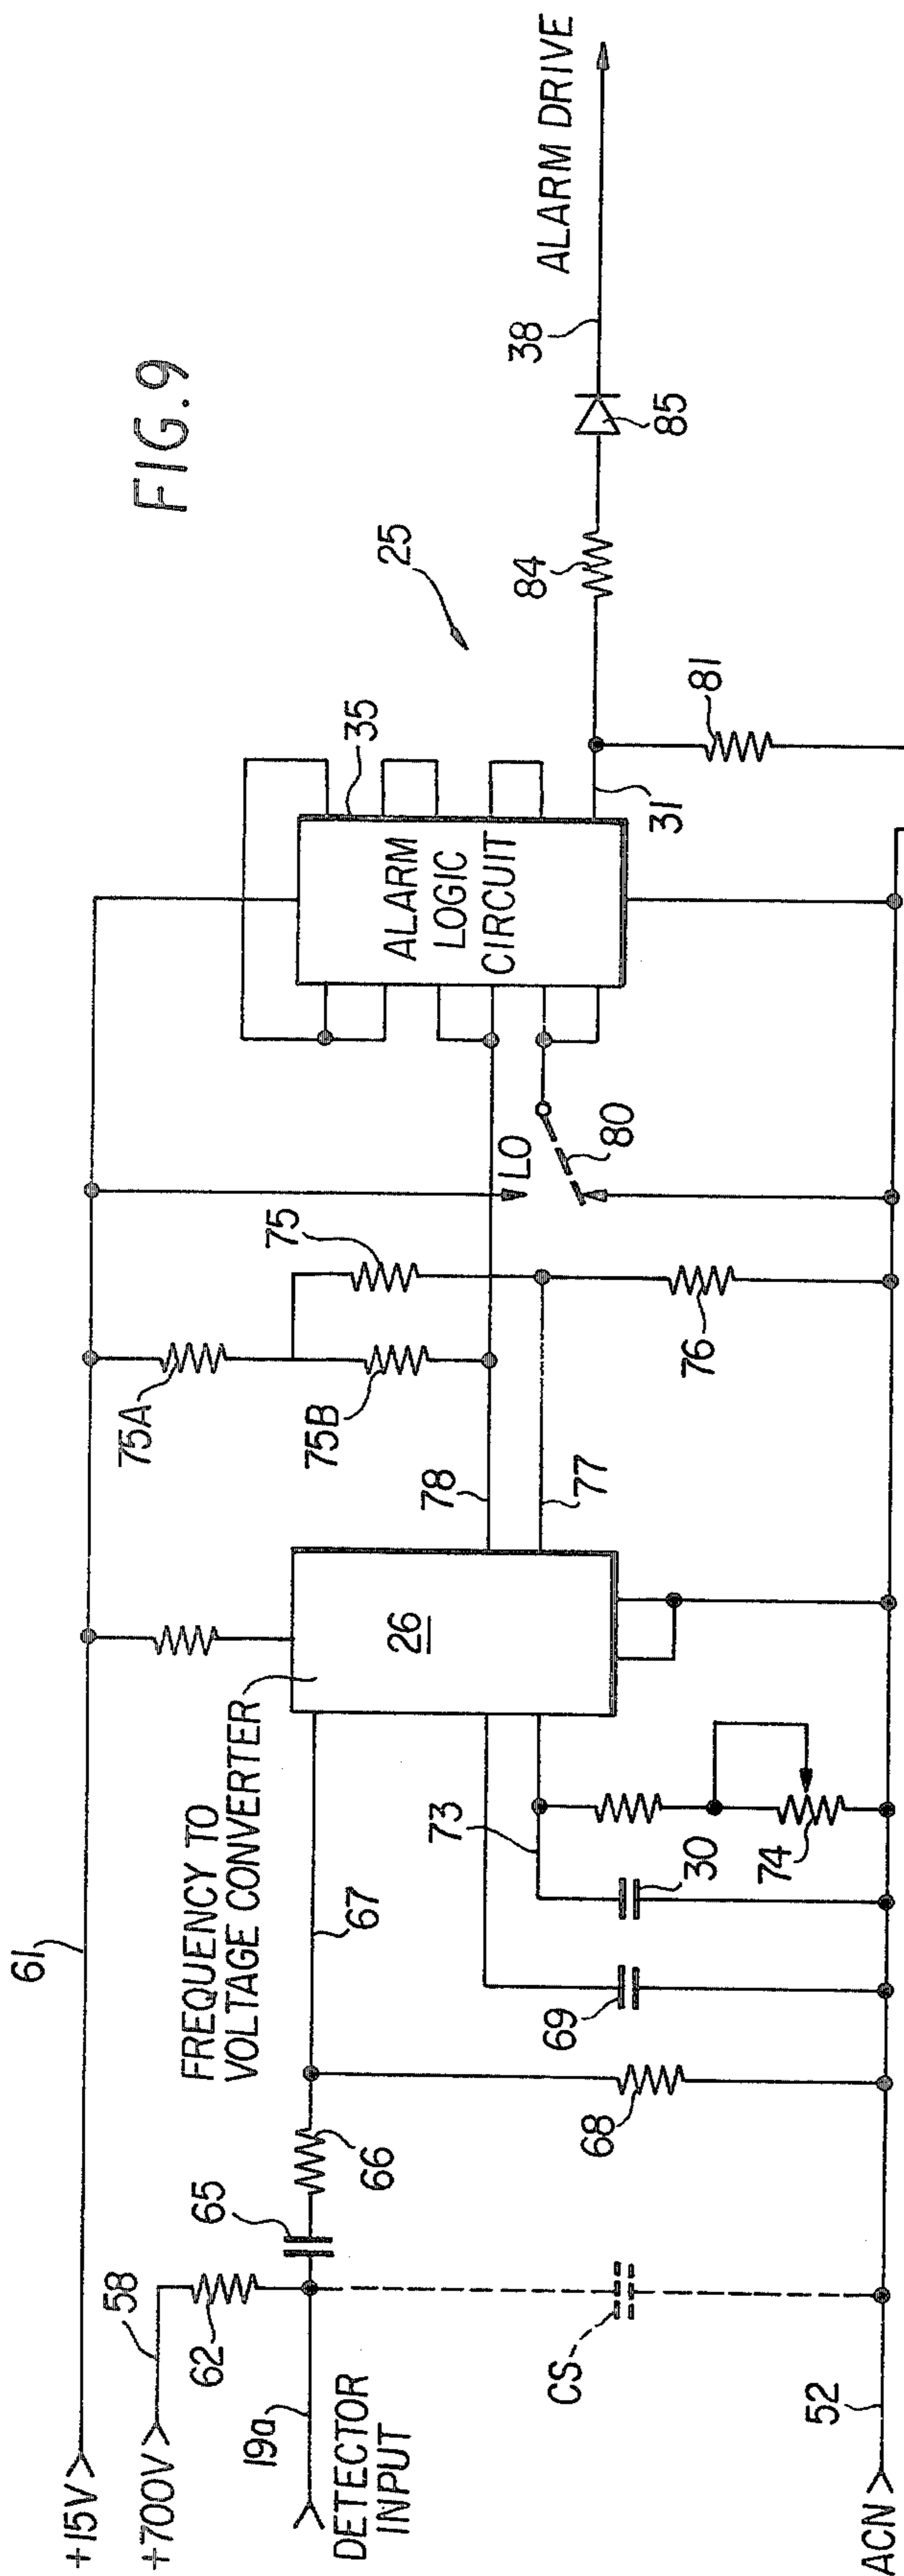 FIG. 9
+15V
61
+700V
58
62
19a
DETECTOR
INPUT
65
66
67
68
CS
52
ACN
FREQUENCY TO
VOLTAGE CONVERTER
26
69
73
30
74
75A
75B
75
76
77
78
LO
80
ALARM
LOGIC
CIRCUIT
35
25
31
81
84
85
38
ALARM DRIVE